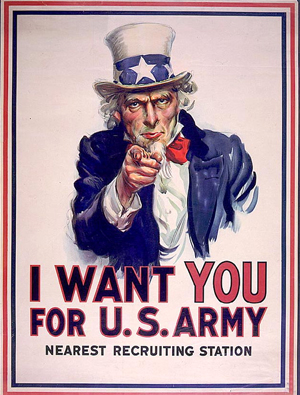 I WANT YOU
FOR U.S. ARMY
NEAREST RECRUITING STATION